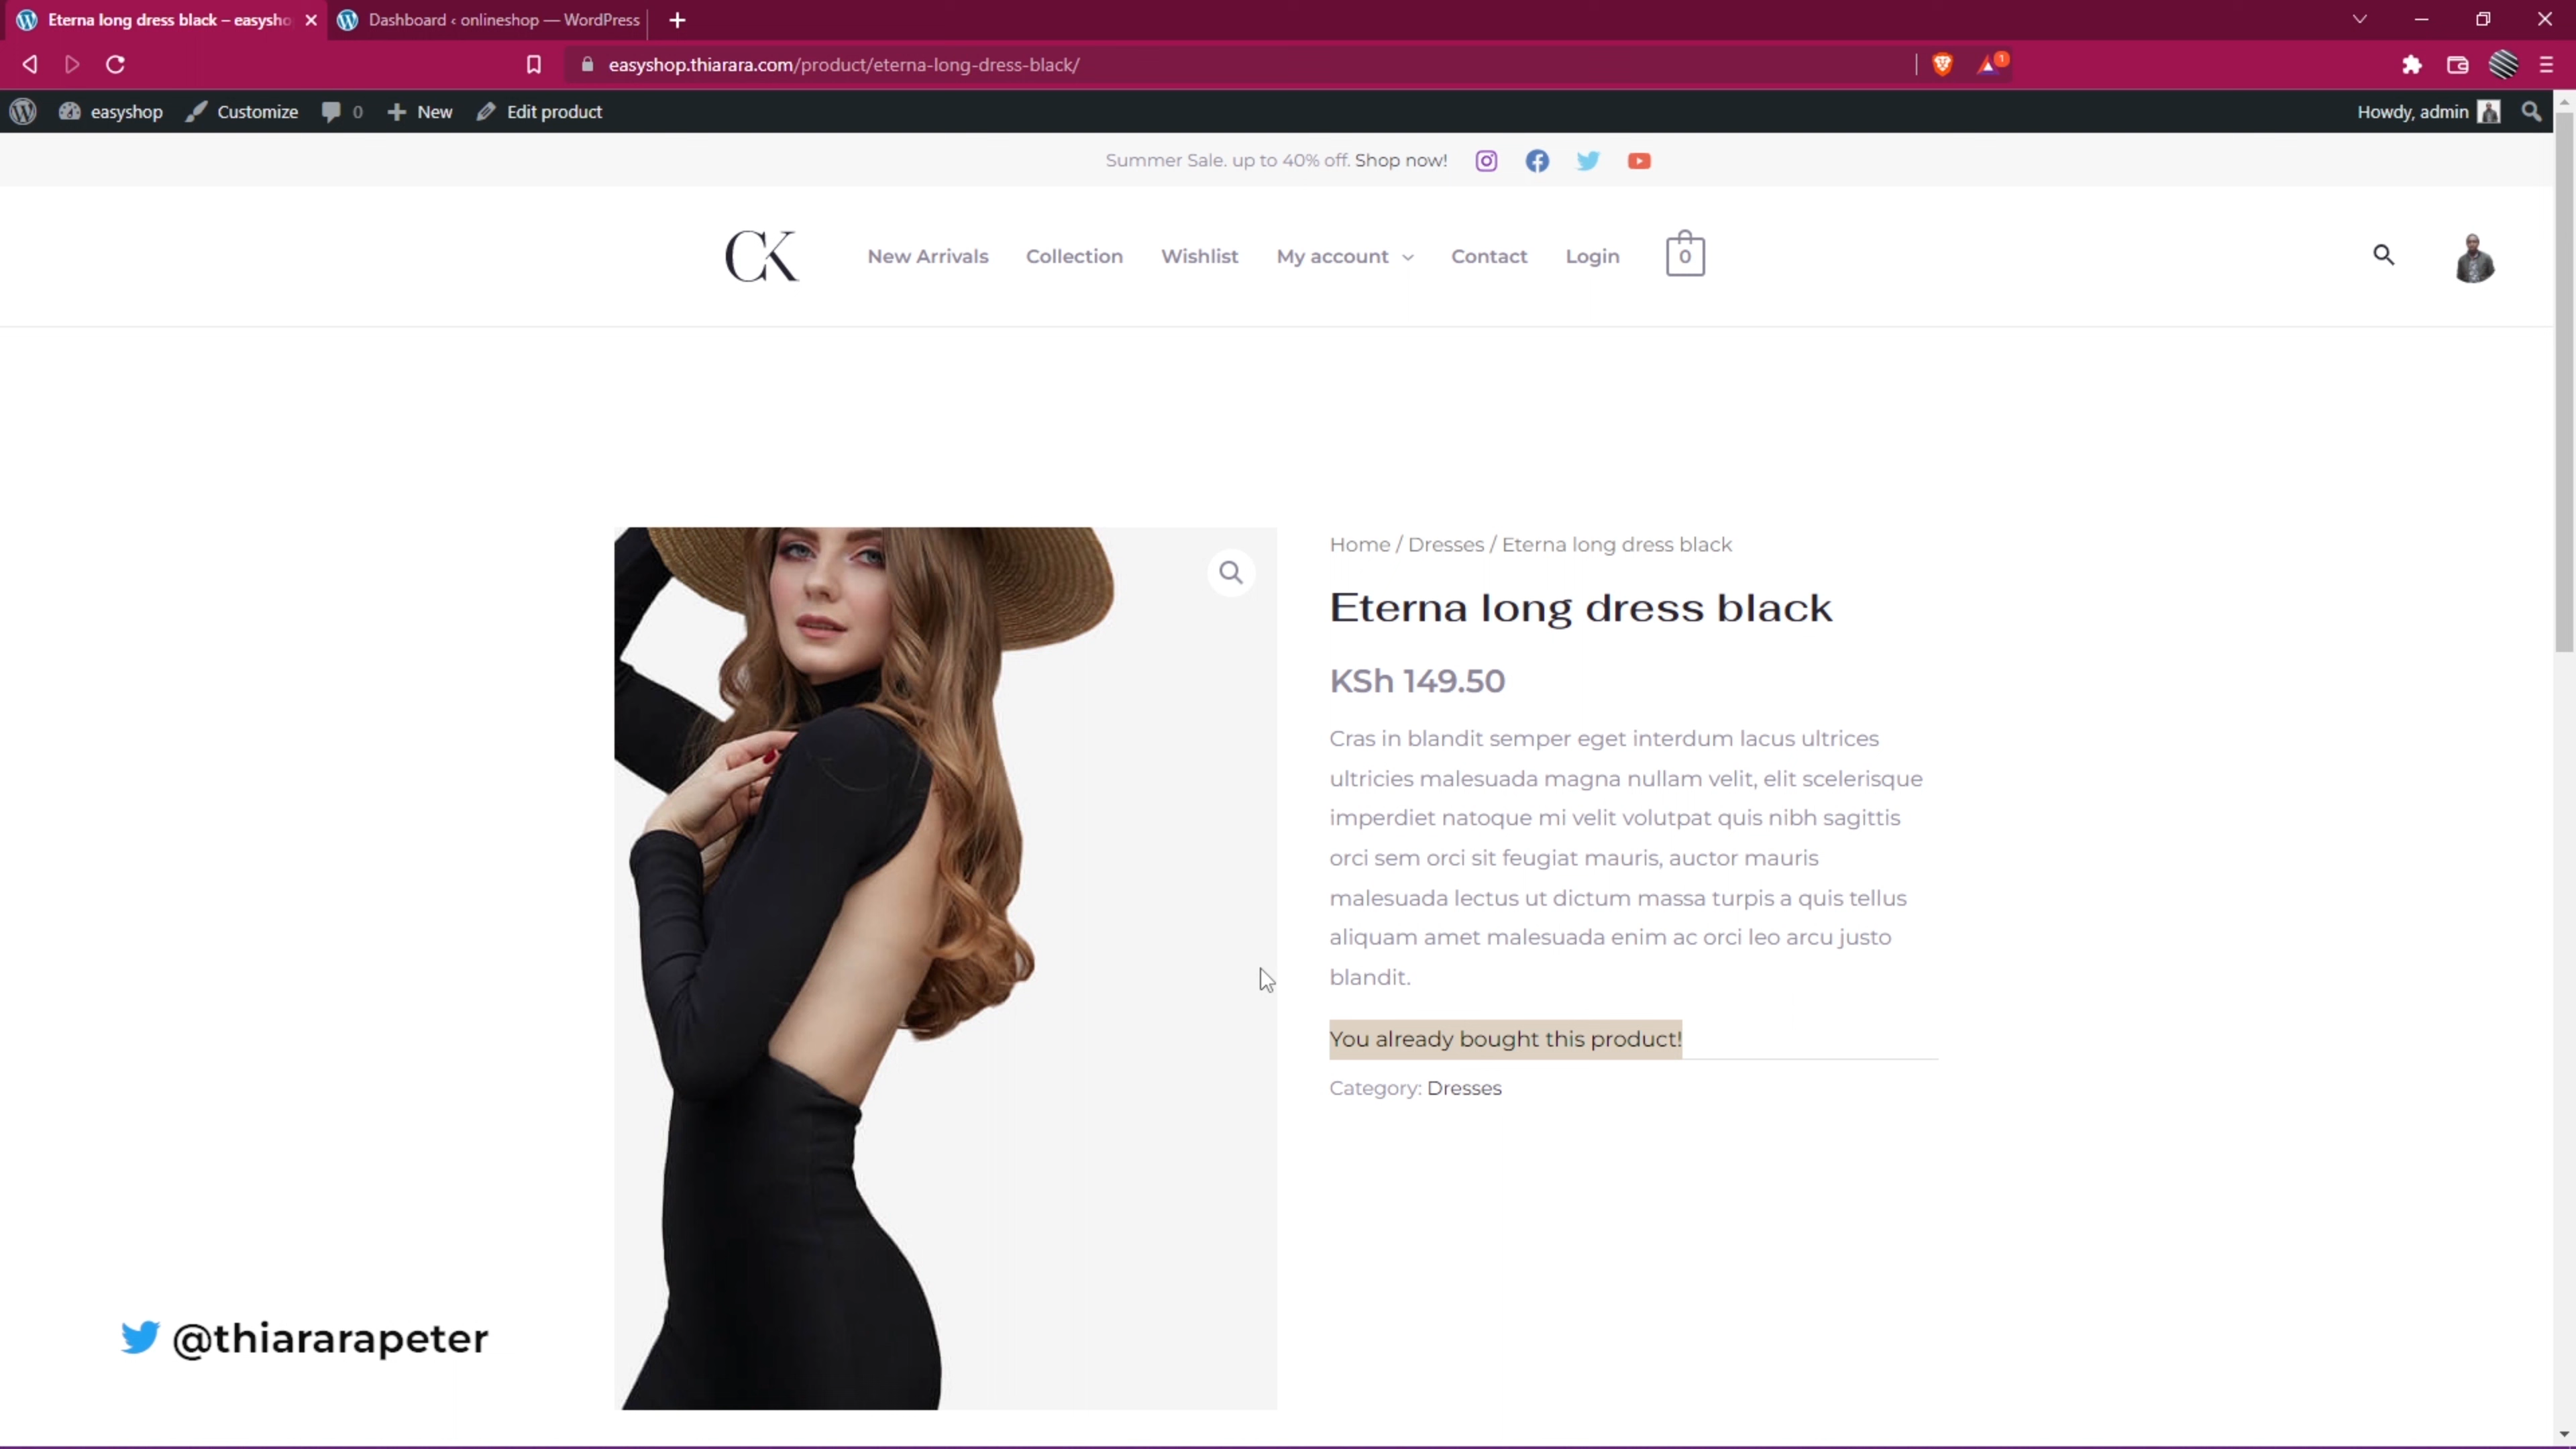 Eterna long dress black – easysho
Dashboard ‹ onlineshop — WordPress
easyshop.thiarara.com/product/eterna-long-dress-black/
1
easyshop
Customize
0
New
Edit product
Howdy, admin
Summer Sale. up to 40% off. Shop now!
CK
New Arrivals
Collection
Wishlist
My account
Contact
Login
0
Home / Dresses / Eterna long dress black
Eterna long dress black
KSh 149.50
Cras in blandit semper eget interdum lacus ultrices
ultricies malesuada magna nullam velit, elit scelerisque
imperdiet natoque mi velit volutpat quis nibh sagittis
orci sem orci sit feugiat mauris, auctor mauris
malesuada lectus ut dictum massa turpis a quis tellus
aliquam amet malesuada enim ac orci leo arcu justo
blandit.
You already bought this product!
Category: Dresses
@thiararapeter